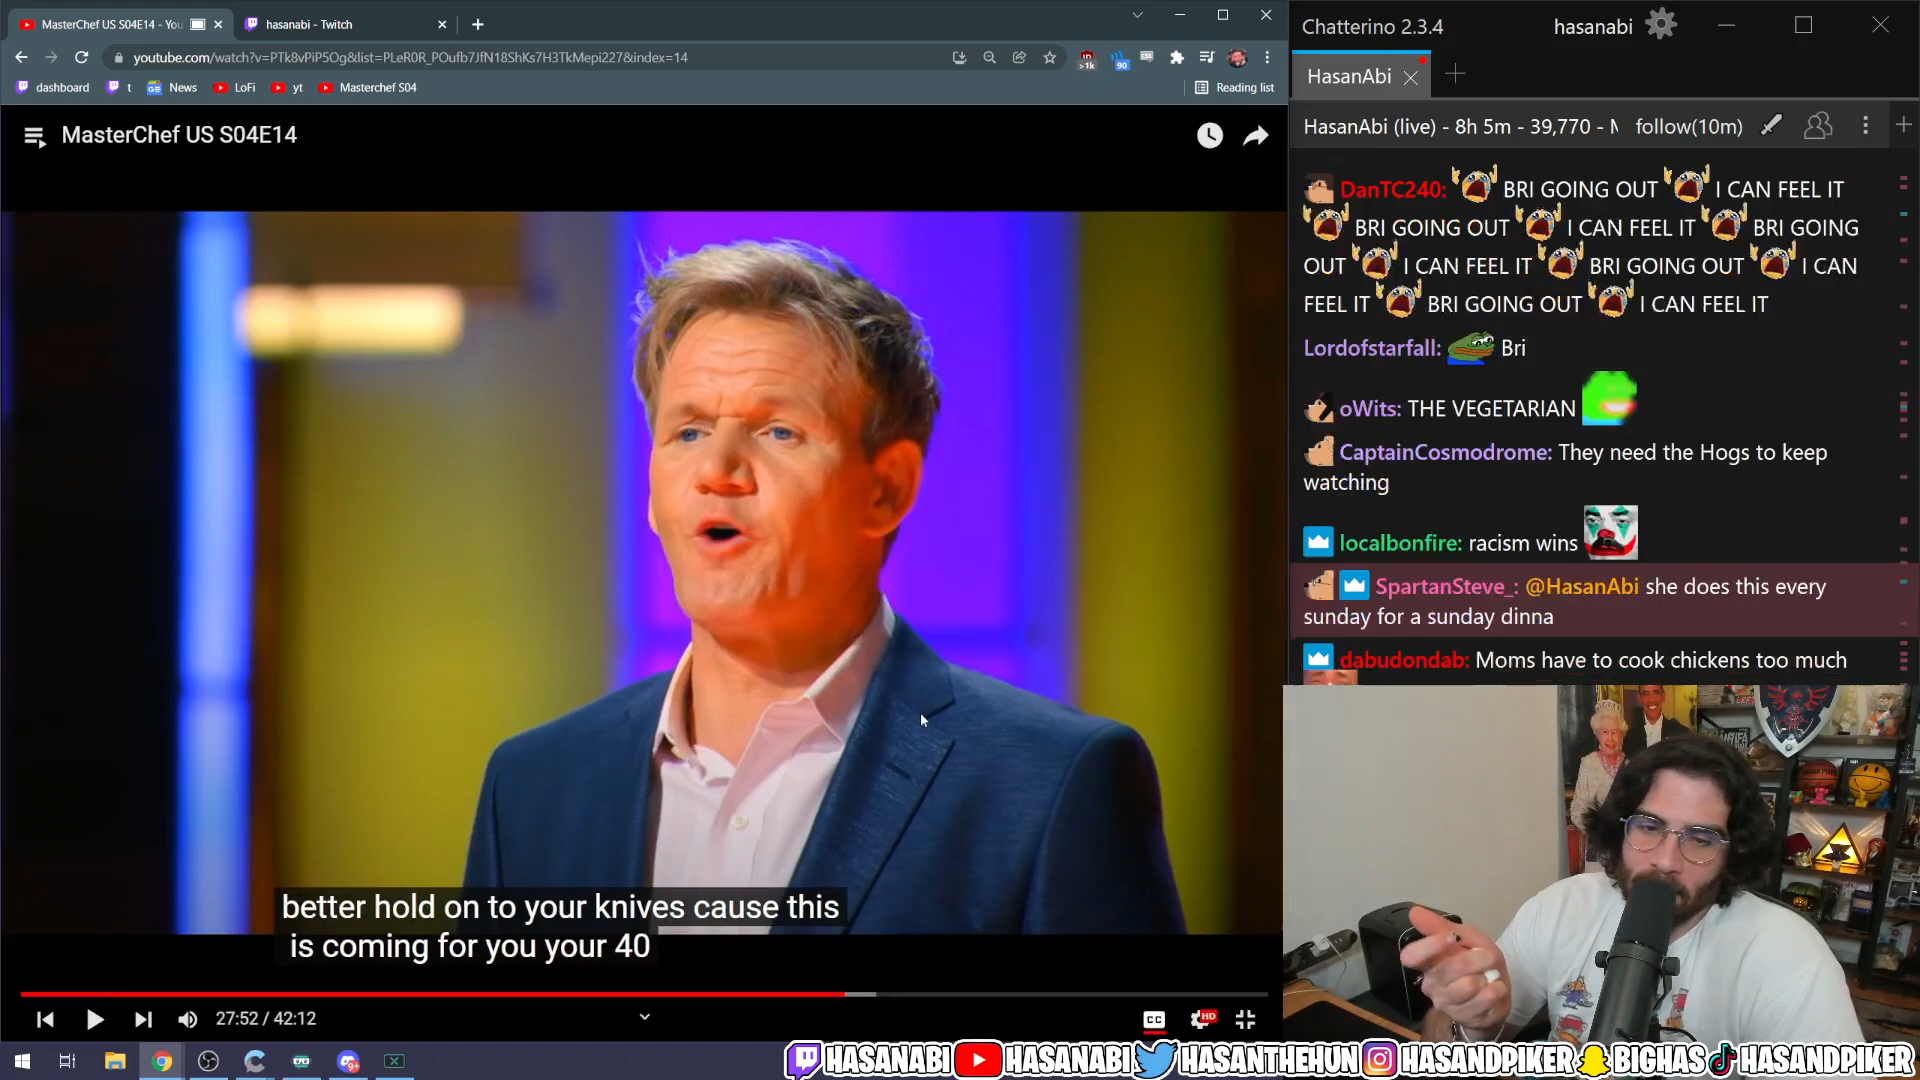 MasterChef US S04E14 - You
hasanabi - Twitch
youtube.com/watch?v=PTk8vPiP5Og&list=PLeR0R_POufb7JfN18ShKs7H3TkMepi227&index=14
>1k
90
dashboard
t
News
LoFi
yt
Masterchef S04
Reading list
MasterChef US S04E14
better hold on to your knives cause this
is coming for you your 40
27:52 / 42:12
CC
HD
Chatterino 2.3.4
hasanabi
HasanAbi
HasanAbi (live) - 8h 5m - 39,770 - M
follow(10m)
DanTC240: BRI GOING OUT I CAN FEEL IT
BRI GOING OUT I CAN FEEL IT BRI GOING
OUT I CAN FEEL IT BRI GOING OUT I CAN
FEEL IT BRI GOING OUT I CAN FEEL IT
Lordofstarfall: Bri
oWits: THE VEGETARIAN
CaptainCosmodrome: They need the Hogs to keep
watching
localbonfire: racism wins
SpartanSteve_: @HasanAbi she does this every
sunday for a sunday dinna
dabudondab: Moms have to cook chickens too much
HASANABI HASANABI HASANTHEHUN HASANDPIKER BIGHAS HASANDPIKER